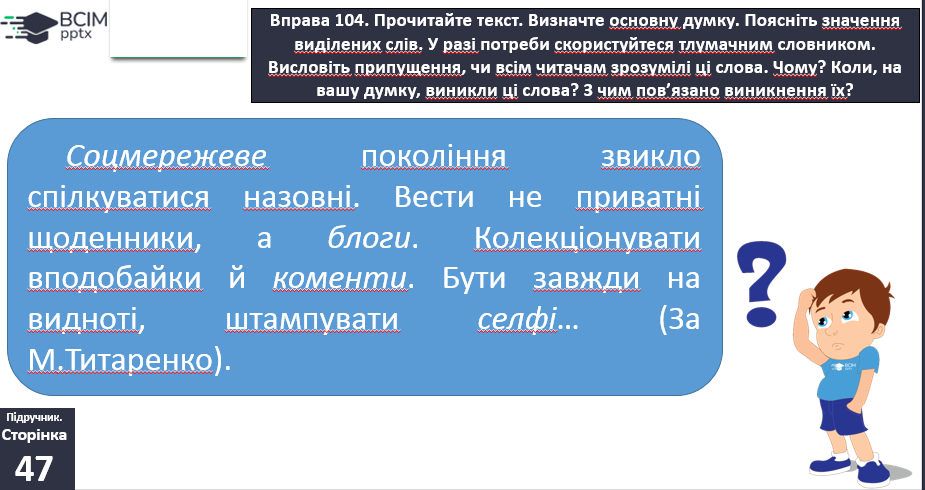 ВСІМ
pptx
Вправа 104. Прочитайте текст. Визначте основну думку. Поясніть значення
виділених слів. У разі потреби скористуйтеся тлумачним словником.
Висловіть припущення, чи всім читачам зрозумілі ці слова. Чому? Коли, на
вашу думку, виникли ці слова? З чим пов’язано виникнення їх?
Соцмережеве покоління звикло
спілкуватися назовні. Вести не приватні
щоденники, а блоги. Колекціонувати
вподобайки й коменти. Бути завжди на
видноті, штампувати селфі… (За
М.Титаренко).
ВСІМ
pptx
Підручник.
Сторінка
47